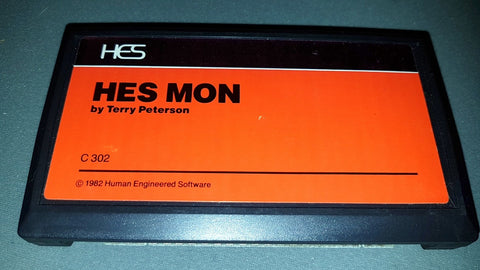 HES
HES MON
by Terry Peterson
C 302
© 1982 Human Engineered Software